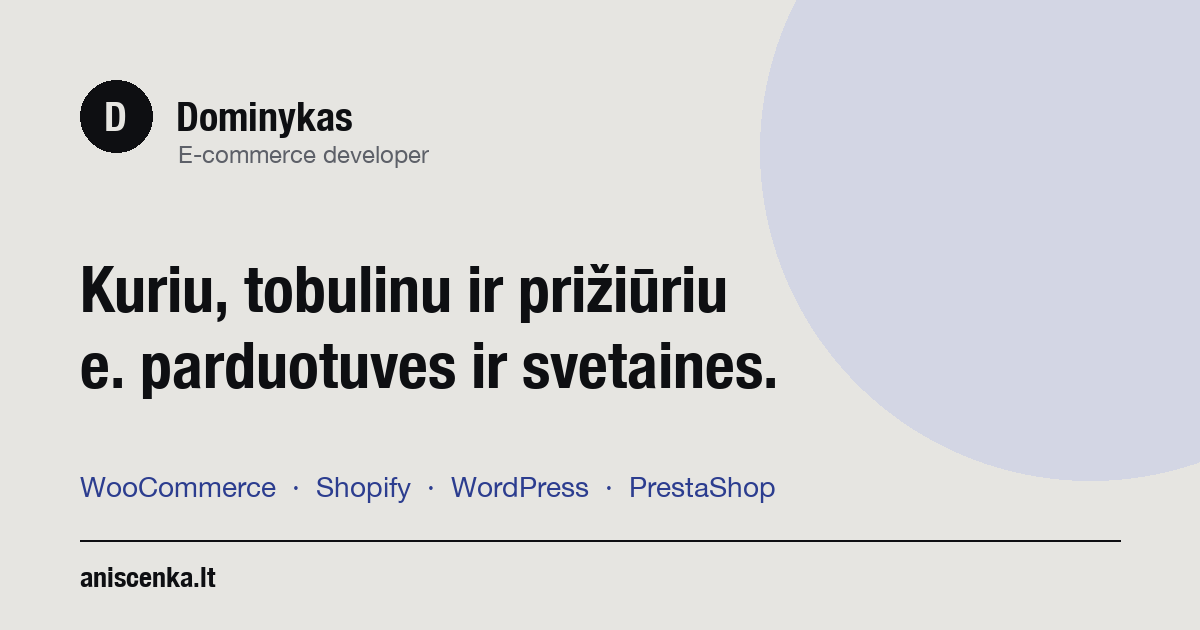 D
Dominykas
E-commerce developer
Kuriu, tobulinu ir prižiūriu
e. parduotuves ir svetaines.
WooCommerce · Shopify · WordPress · PrestaShop
aniscenka.lt